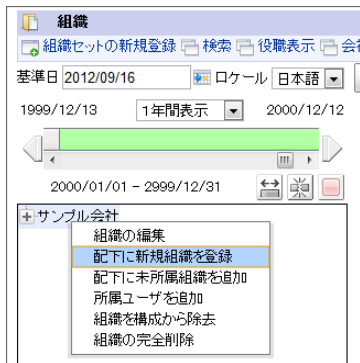 組織
組織セットの新規登録 検索 役職表示 会
基準日 2012/09/16 ロケール 日本語
1999/12/13 1年間表示 2000/12/12
2000/01/01 - 2999/12/31
サンプル会社
組織の編集
配下に新規組織を登録
配下に未所属組織を追加
所属ユーザを追加
組織を構成から除去
組織の完全削除